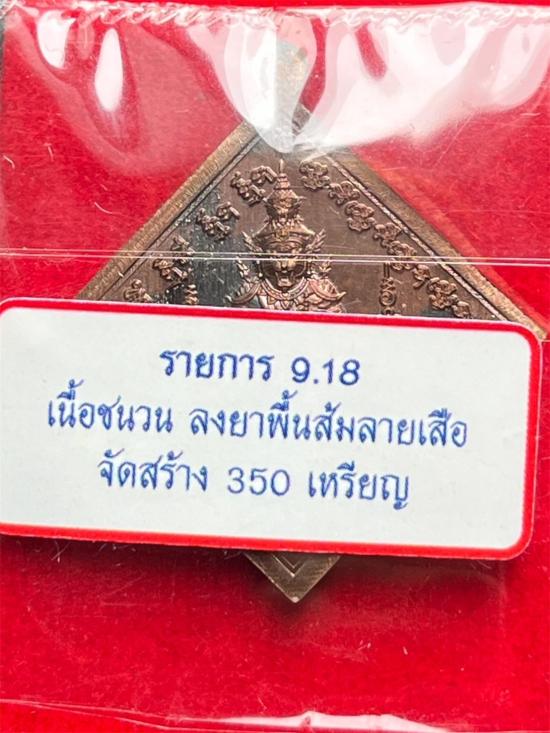 รายการ 9.18
เนื้อชนวน ลงยาพื้นส้มลายเสือ
จัดสร้าง 350 เหรียญ